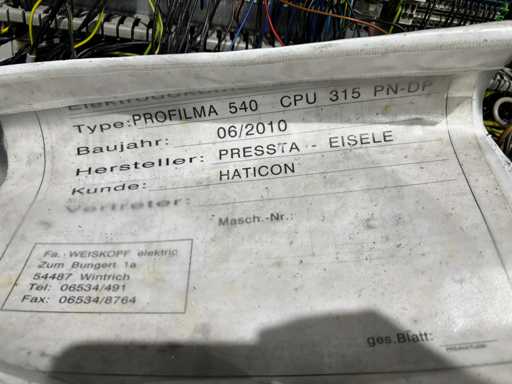 Type: PROFILMA 540 CPU 315 PN-DP
Baujahr: 06/2010
Hersteller: PRESSTA - EISELE
Kunde: HATICON
Vertreter:
Masch.-Nr.:
Fa. WEISKOPF elektric
Zum Bungert 1a
54487 Wintrich
Tel: 06534/491
Fax: 06534/8764
ges.Blatt: